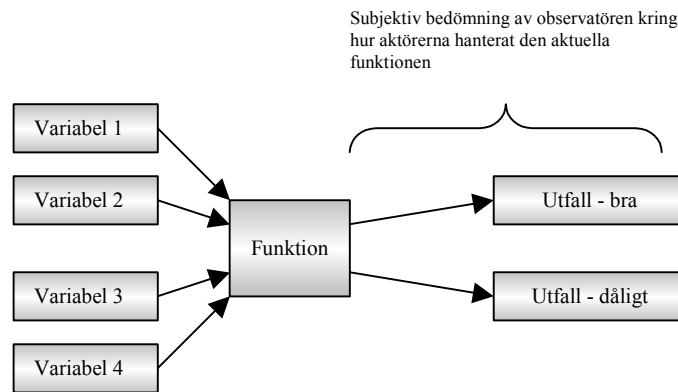 Subjektiv bedömning av observatören kring
hur aktörerna hanterat den aktuella
funktionen
Variabel 1
Variabel 2
Variabel 3
Variabel 4
Funktion
Utfall - bra
Utfall - dåligt